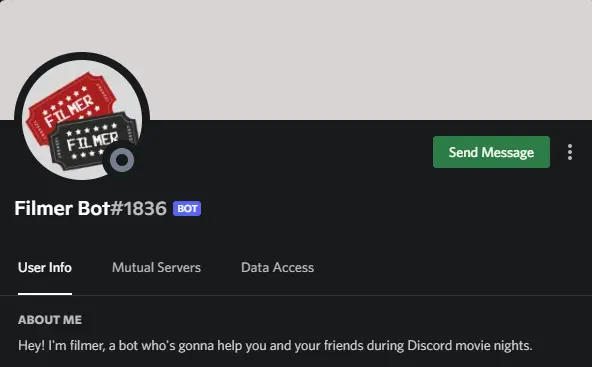 FILMER
FILMER
Send Message
Filmer Bot#1836 BOT
User Info Mutual Servers Data Access
ABOUT ME
Hey! I'm filmer, a bot who's gonna help you and your friends during Discord movie nights.